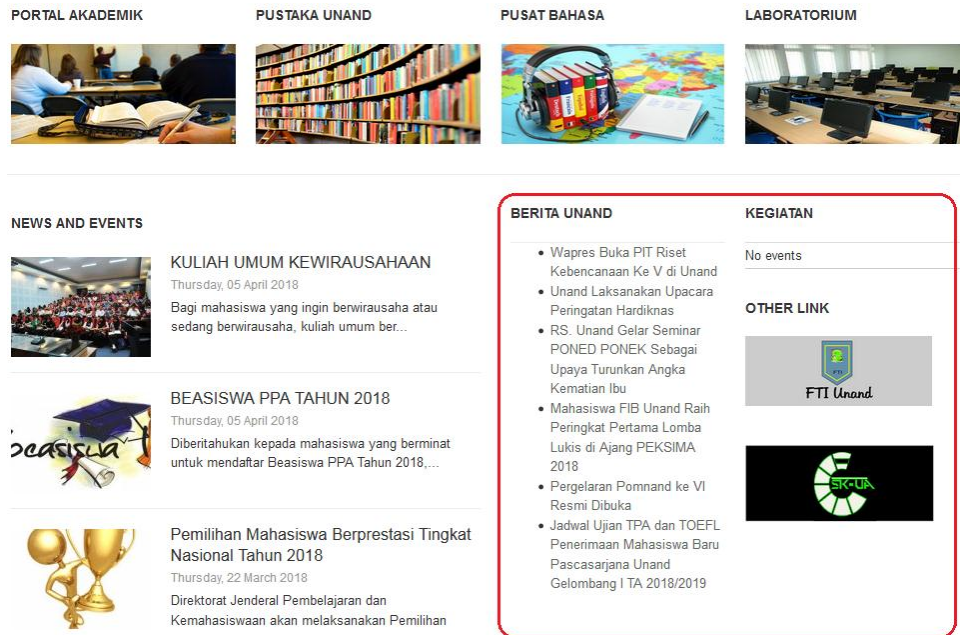 PORTAL AKADEMIK
PUSTAKA UNAND
PUSAT BAHASA
LABORATORIUM
NEWS AND EVENTS
KULIAH UMUM KEWIRAUSAHAAN
Thursday, 05 April 2018
Bagi mahasiswa yang ingin berwirausaha atau
sedang berwirausaha, kuliah umum ber...
beasiswa
BEASISWA PPA TAHUN 2018
Thursday, 05 April 2018
Diberitahukan kepada mahasiswa yang berminat
untuk mendaftar Beasiswa PPA Tahun 2018,...
Pemilihan Mahasiswa Berprestasi Tingkat
Nasional Tahun 2018
Thursday, 22 March 2018
Direktorat Jenderal Pembelajaran dan
Kemahasiswaan akan melaksanakan Pemilihan
BERITA UNAND
• Wapres Buka PIT Riset
Kebencanaan Ke V di Unand
• Unand Laksanakan Upacara
Peringatan Hardiknas
• RS. Unand Gelar Seminar
PONED PONEK Sebagai
Upaya Turunkan Angka
Kematian Ibu
• Mahasiswa FIB Unand Raih
Peringkat Pertama Lomba
Lukis di Ajang PEKSIMA
2018
• Pergelaran Pomnand ke VI
Resmi Dibuka
• Jadwal Ujian TPA dan TOEFL
Penerimaan Mahasiswa Baru
Pascasarjana Unand
Gelombang I TA 2018/2019
KEGIATAN
No events
OTHER LINK
FTI
FTI Unand
SK-UA